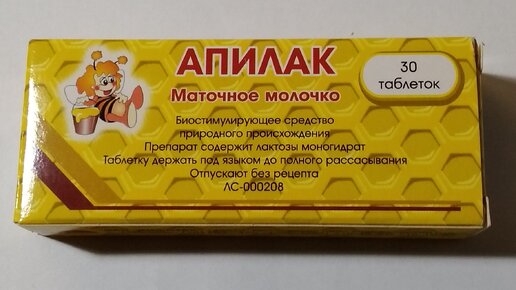 АПИЛАК
Маточное молочко
30
таблеток
Биостимулирующее средство
природного происхождения
Препарат содержит лактозы моногидрат
Таблетку держать под языком до полного рассасывания
Отпускают без рецепта
ЛС-000208